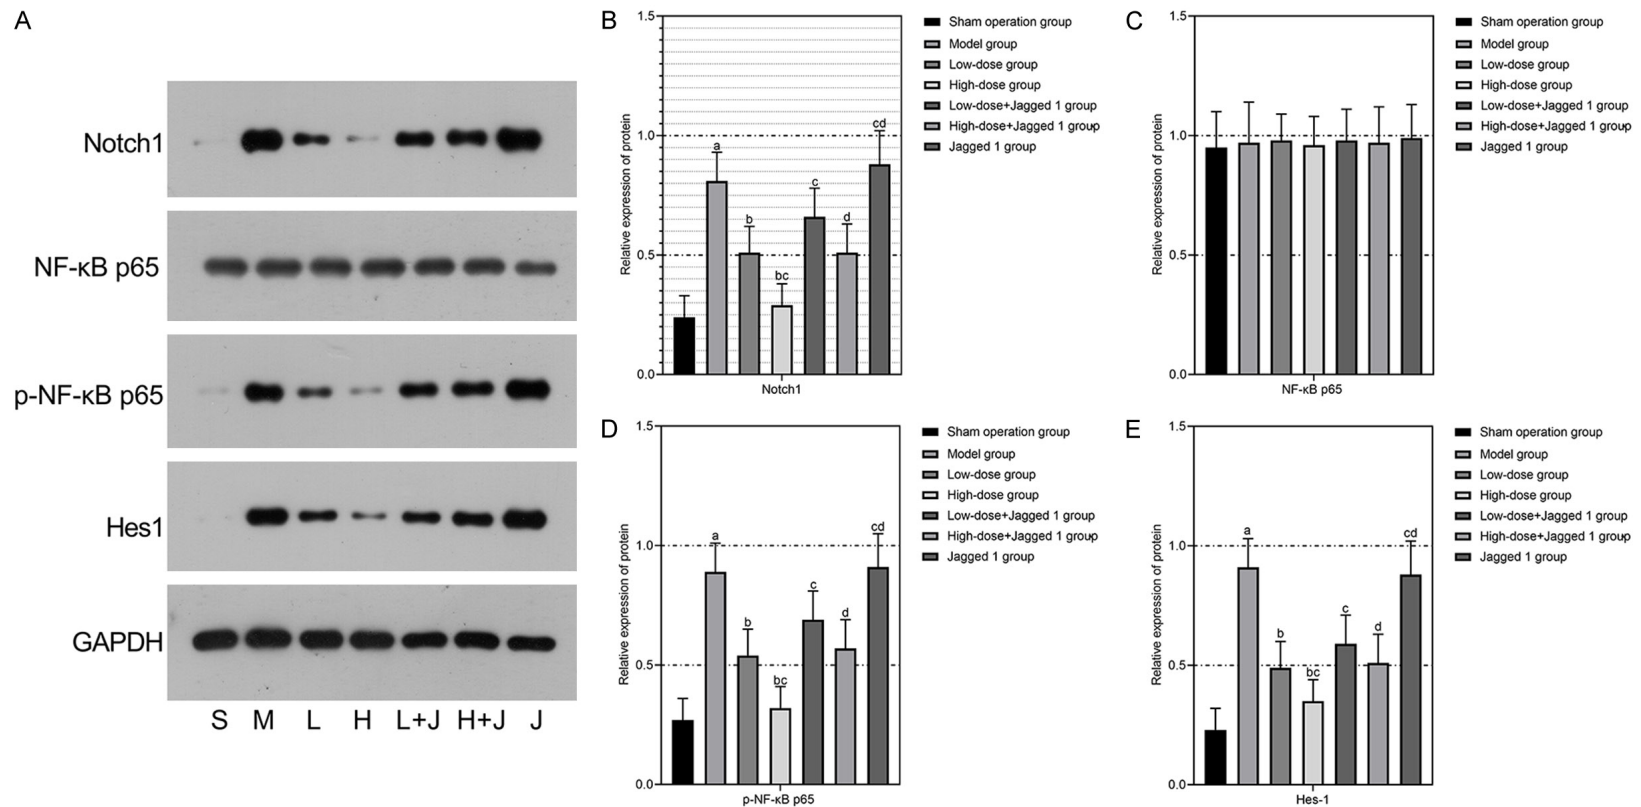 A
Notch1
NF-κB p65
p-NF-κB p65
Hes1
GAPDH
S M L H L+J H+J J
B
Relative expression of protein
1.5
1.0
0.5
0.0
a
b
bc
c
d
cd
Notch1
Sham operation group
Model group
Low-dose group
High-dose group
Low-dose+Jagged 1 group
High-dose+Jagged 1 group
Jagged 1 group
C
Relative expression of protein
1.5
1.0
0.5
0.0
NF-κB p65
Sham operation group
Model group
Low-dose group
High-dose group
Low-dose+Jagged 1 group
High-dose+Jagged 1 group
Jagged 1 group
D
Relative expression of protein
1.5
1.0
0.5
0.0
a
b
bc
c
d
cd
p-NF-κB p65
Sham operation group
Model group
Low-dose group
High-dose group
Low-dose+Jagged 1 group
High-dose+Jagged 1 group
Jagged 1 group
E
Relative expression of protein
1.5
1.0
0.5
0.0
a
b
bc
c
d
cd
Hes-1
Sham operation group
Model group
Low-dose group
High-dose group
Low-dose+Jagged 1 group
High-dose+Jagged 1 group
Jagged 1 group